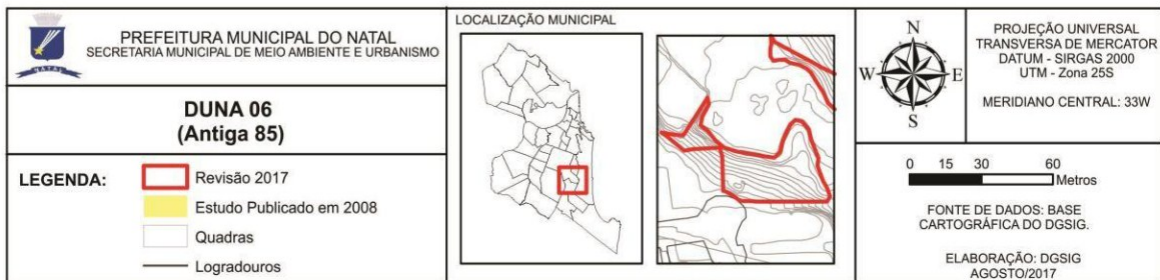 PREFEITURA MUNICIPAL DO NATAL
SECRETARIA MUNICIPAL DE MEIO AMBIENTE E URBANISMO
NATAL
DUNA 06
(Antiga 85)
LEGENDA:
Revisão 2017
Estudo Publicado em 2008
Quadras
Logradouros
LOCALIZAÇÃO MUNICIPAL
N
W
E
S
PROJEÇÃO UNIVERSAL
TRANSVERSA DE MERCATOR
DATUM - SIRGAS 2000
UTM - Zona 25S
MERIDIANO CENTRAL: 33W
0 15 30 60
Metros
FONTE DE DADOS: BASE
CARTOGRÁFICA DO DGSIG.
ELABORAÇÃO: DGSIG
AGOSTO/2017